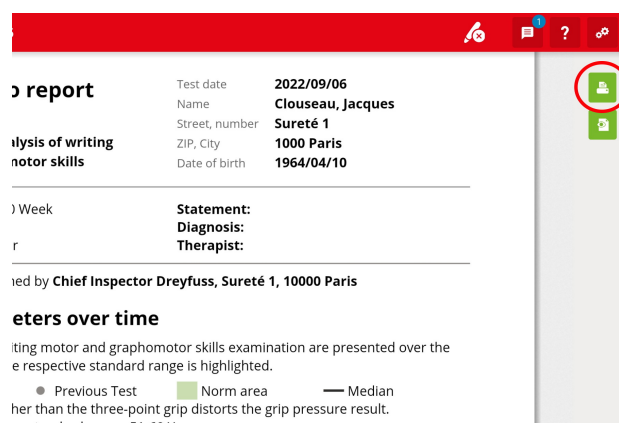 1
?
report
Test date 2022/09/06
Name Clouseau, Jacques
Street, number Sureté 1
alysis of writing ZIP, City 1000 Paris
motor skills Date of birth 1964/04/10
Week Statement:
Diagnosis:
r Therapist:
ned by Chief Inspector Dreyfuss, Sureté 1, 10000 Paris
eters over time
iting motor and graphomotor skills examination are presented over the
e respective standard range is highlighted.
Previous Test Norm area Median
her than the three-point grip distorts the grip pressure result.